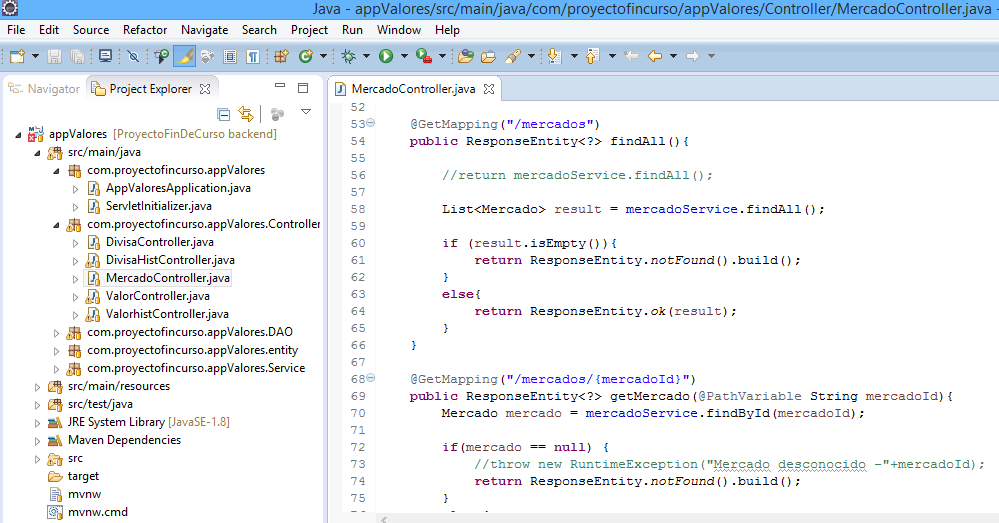 Java - appValores/src/main/java/com/proyectofincurso/appValores/Controller/MercadoController.java -
File Edit Source Refactor Navigate Search Project Run Window Help
Navigator Project Explorer
appValores [ProyectoFinDeCurso backend]
src/main/java
com.proyectofincurso.appValores
AppValoresApplication.java
ServletInitializer.java
com.proyectofincurso.appValores.Controller
DivisaController.java
DivisaHistController.java
MercadoController.java
ValorController.java
ValorhistController.java
com.proyectofincurso.appValores.DAO
com.proyectofincurso.appValores.entity
com.proyectofincurso.appValores.Service
src/main/resources
src/test/java
JRE System Library [JavaSE-1.8]
Maven Dependencies
src
target
mvnw
mvnw.cmd
MercadoController.java
52
53 @GetMapping("/mercados")
54 public ResponseEntity<?> findAll(){
55
56 //return mercadoService.findAll();
57
58 List<Mercado> result = mercadoService.findAll();
59
60 if (result.isEmpty()){
61 return ResponseEntity.notFound().build();
62 }
63 else{
64 return ResponseEntity.ok(result);
65 }
66 }
67
68 @GetMapping("/mercados/{mercadoId}")
69 public ResponseEntity<?> getMercado(@PathVariable String mercadoId){
70 Mercado mercado = mercadoService.findById(mercadoId);
71
72 if(mercado == null) {
73 //throw new RuntimeException("Mercado desconocido -"+mercadoId);
74 return ResponseEntity.notFound().build();
75 }